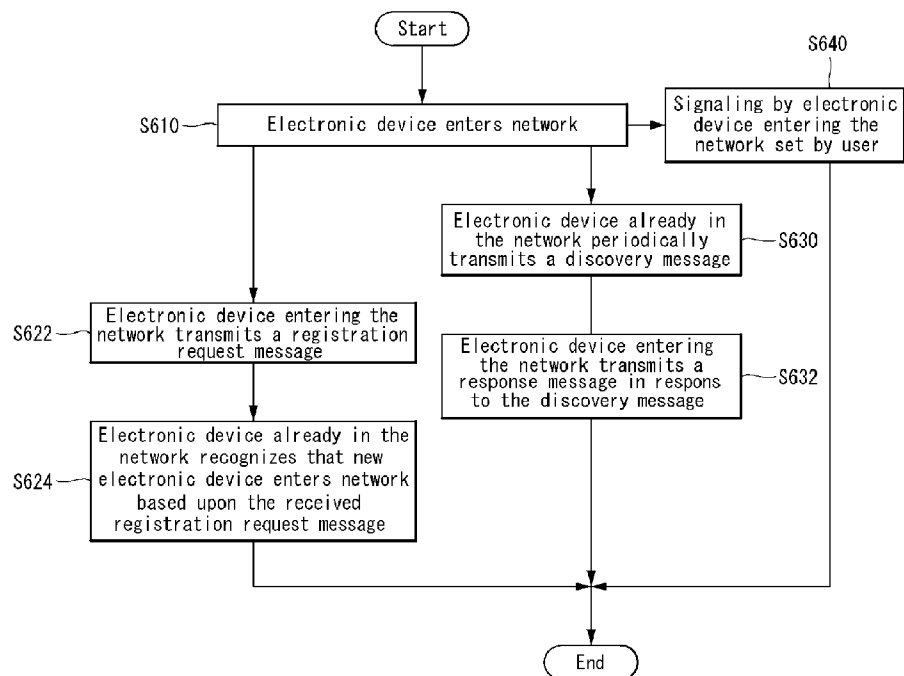 Start
S640
S610
Electronic device enters network
Signaling by electronic
device entering the
network set by user
Electronic device already in
the network periodically
transmits a discovery message
S630
S622
Electronic device entering the
network transmits a registration
request message
Electronic device entering
the network transmits a
response message in respons
to the discovery message
S632
S624
Electronic device already in the
network recognizes that new
electronic device enters network
based upon the received
registration request message
End